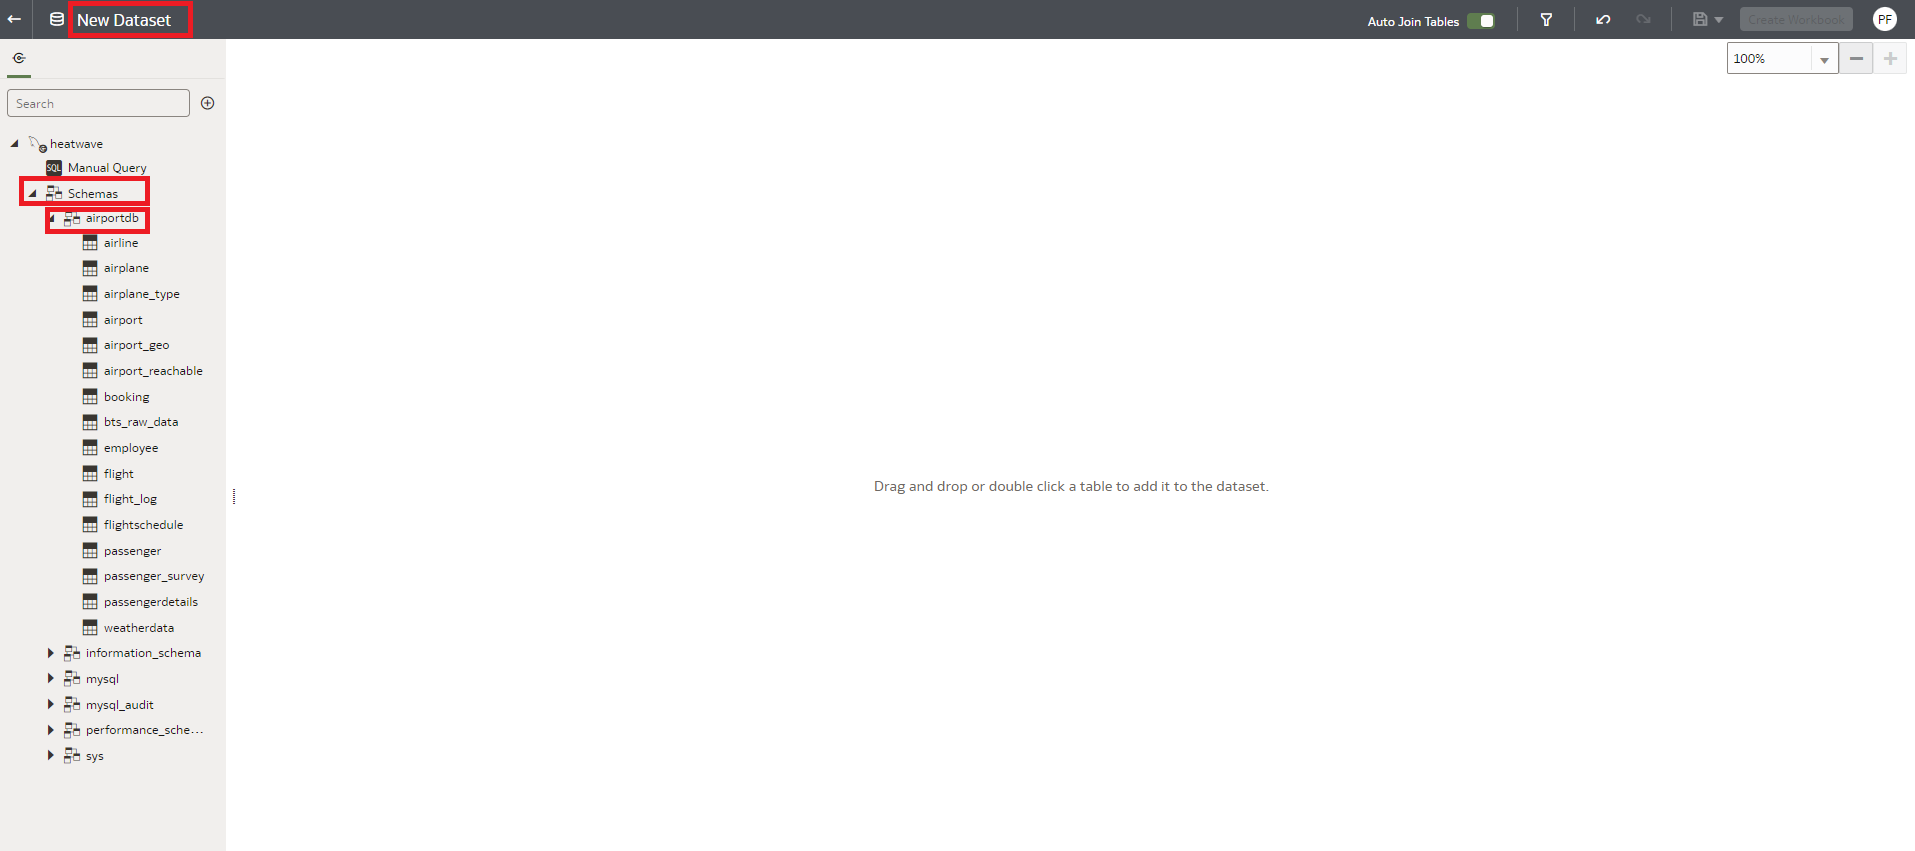 New Dataset
Auto Join Tables
Create Workbook
PF
100%
Search
heatwave
SQL Manual Query
Schemas
airportdb
airline
airplane
airplane_type
airport
airport_geo
airport_reachable
booking
bts_raw_data
employee
flight
flight_log
flightschedule
passenger
passenger_survey
passengerdetails
weatherdata
information_schema
mysql
mysql_audit
performance_sche...
sys
Drag and drop or double click a table to add it to the dataset.